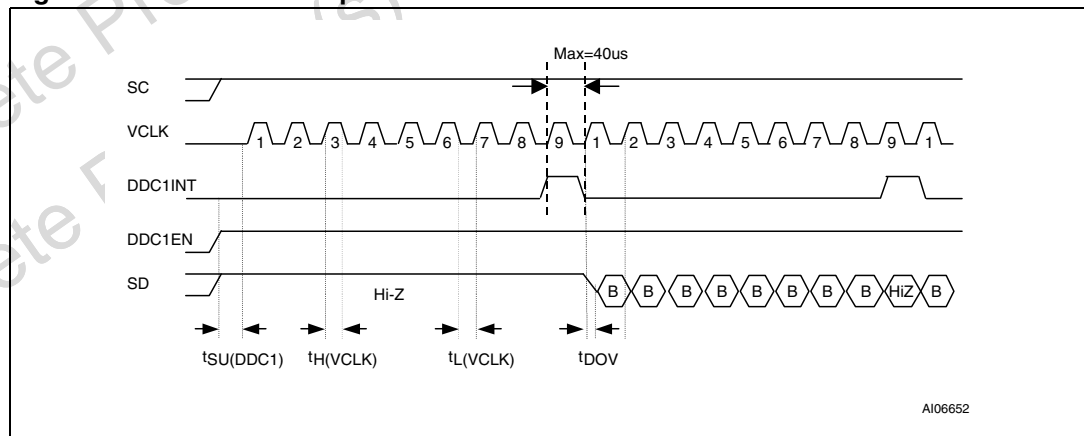 Max=40us
SC
VCLK 1 2 3 4 5 6 7 8 9 1 2 3 4 5 6 7 8 9 1
DDC1INT
DDC1EN
SD Hi-Z B B B B B B B B HiZ B
tSU(DDC1) tH(VCLK) tL(VCLK) tDOV
AI06652